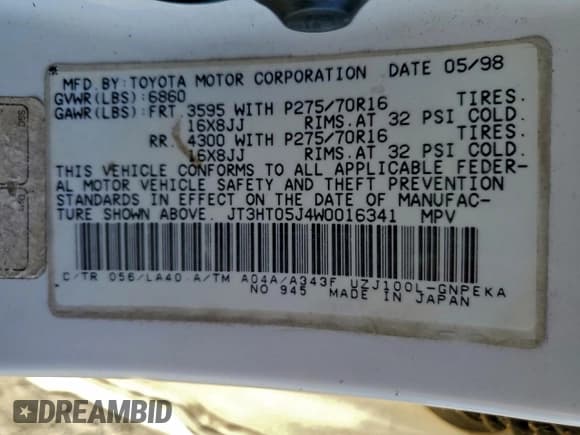 MFD. BY: TOYOTA MOTOR CORPORATION DATE 05/98
GVWR(LBS): 6860
GAWR(LBS): FRT. 3595 WITH P275/70R16 TIRES.
16X8JJ RIMS. AT 32 PSI COLD.
RR. 4300 WITH P275/70R16 TIRES.
16X8JJ RIMS. AT 32 PSI COLD.
THIS VEHICLE CONFORMS TO ALL APPLICABLE FEDER-
AL MOTOR VEHICLE SAFETY AND THEFT PREVENTION
STANDARDS IN EFFECT ON THE DATE OF MANUFAC-
TURE SHOWN ABOVE. JT3HT05J4W0016341 MPV
C/TR 056/LA40 A/TM A04A/A343F UZJ100L-GNPEKA
NO 945 MADE IN JAPAN
DREAMBID